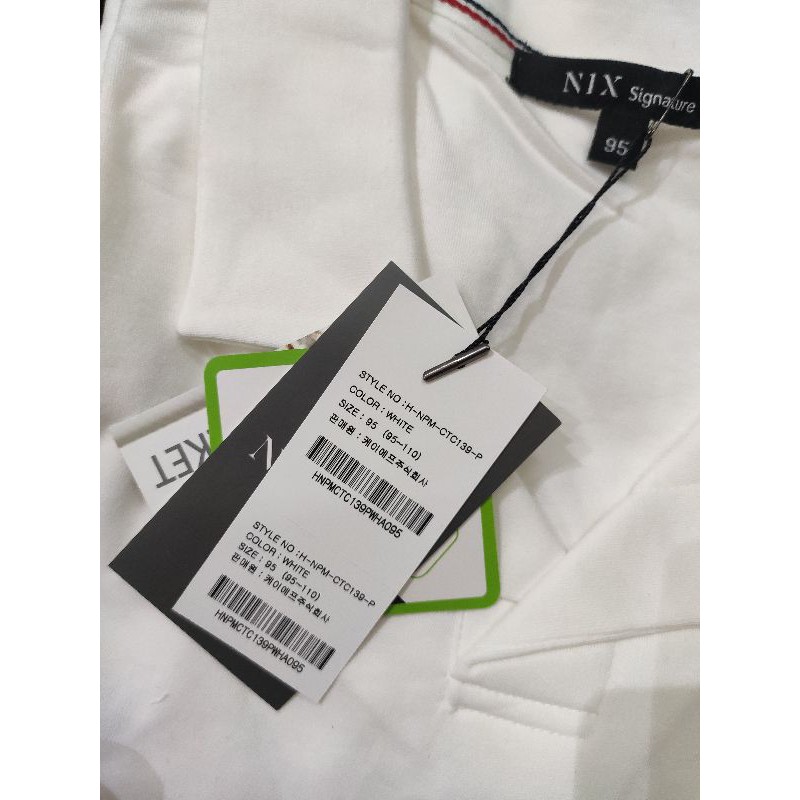 NIX Signature
95
STYLE NO : H-NPM-CTC139-P
COLOR : WHITE
SIZE : 95 (95~110)
판매원 : 케이에프주식회사
HNPMCTC139PWHA095
STYLE NO : H-NPM-CTC139-P
COLOR : WHITE
SIZE : 95 (95~110)
판매원 : 케이에프주식회사
HNPMCTC139PWHA095
KET